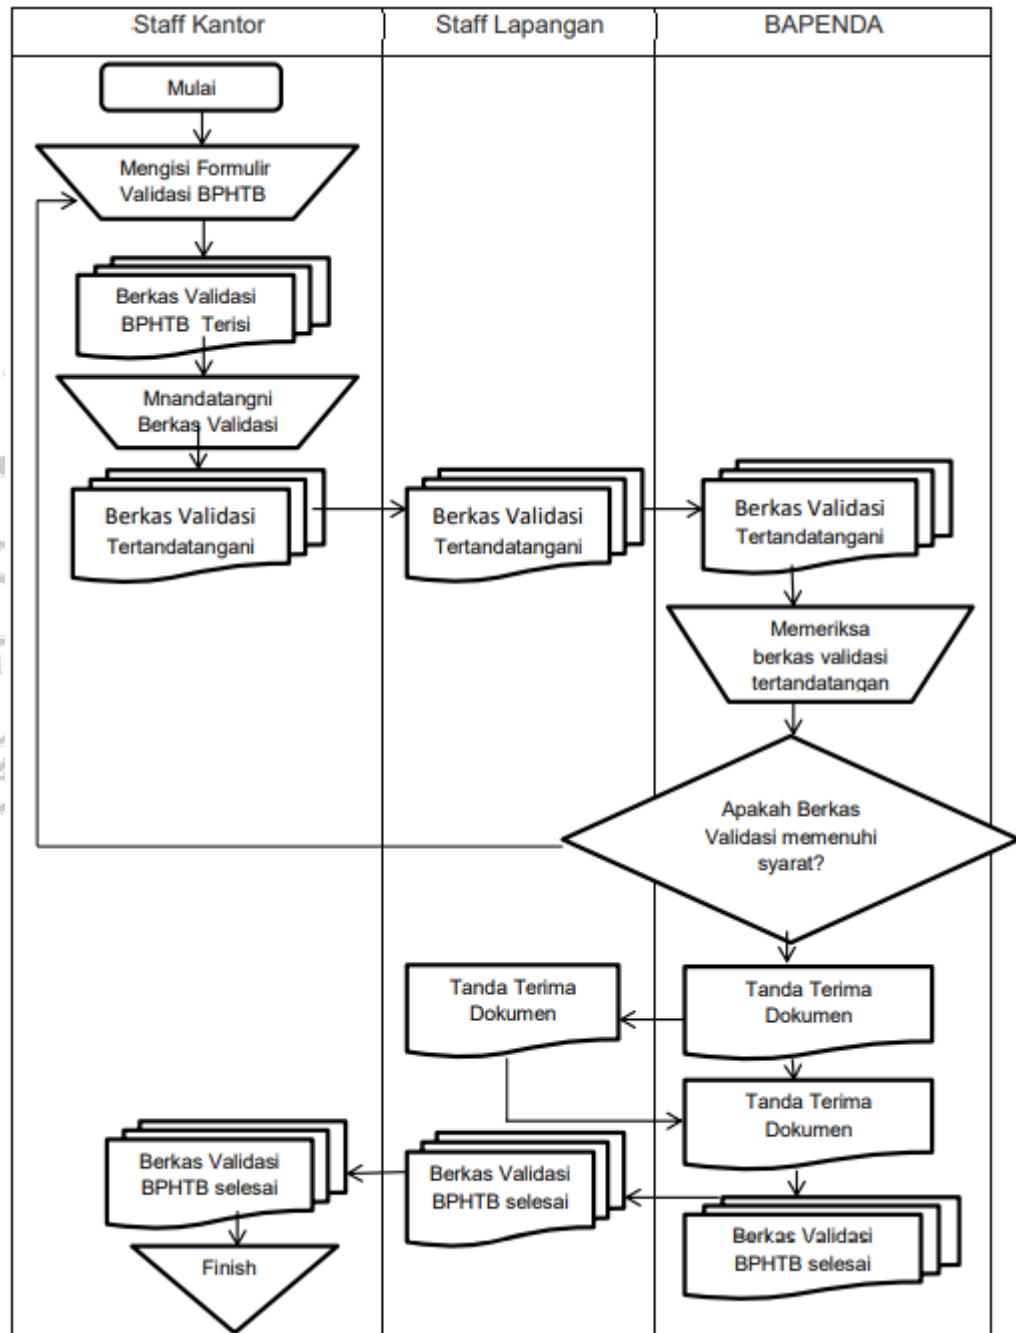 Staff Kantor
Staff Lapangan
BAPENDA
Mulai
Mengisi Formulir
Validasi BPHTB
Berkas Validasi
BPHTB Terisi
Mnandatangni
Berkas Validasi
Berkas Validasi
Tertandatangani
Berkas Validasi
Tertandatangani
Berkas Validasi
Tertandatangani
Memeriksa
berkas validasi
tertandatangan
Apakah Berkas
Validasi memenuhi
syarat?
Tanda Terima
Dokumen
Tanda Terima
Dokumen
Tanda Terima
Dokumen
Berkas Validasi
BPHTB selesai
Berkas Validasi
BPHTB selesai
Berkas Validasi
BPHTB selesai
Finish